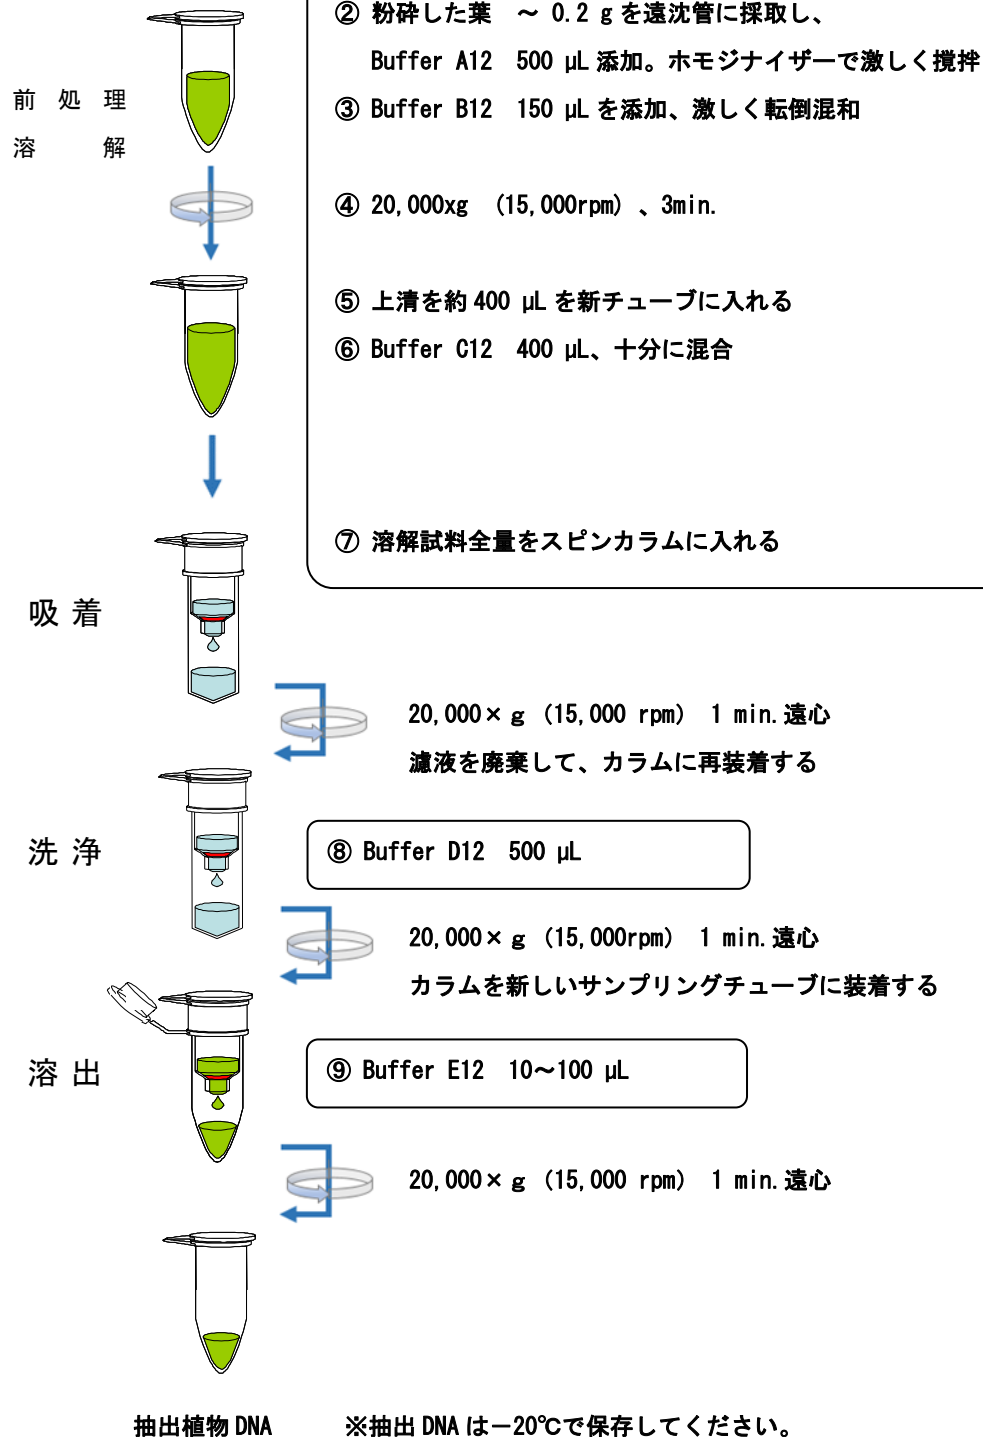 ② 粉砕した葉　～ 0.2 g を遠沈管に採取し、
Buffer A12　500 µL 添加。ホモジナイザーで激しく撹拌
前 処 理
③ Buffer B12　150 µL を添加、激しく転倒混和
溶 解
④ 20,000xg　(15,000rpm) 、3min.
⑤ 上清を約 400 µL を新チューブに入れる
⑥ Buffer C12　400 µL、十分に混合
⑦ 溶解試料全量をスピンカラムに入れる
吸 着
20,000× g (15,000 rpm)　1 min. 遠心
濾液を廃棄して、カラムに再装着する
洗 浄
⑧ Buffer D12　500 µL
20,000× g (15,000rpm)　1 min. 遠心
カラムを新しいサンプリングチューブに装着する
溶 出
⑨ Buffer E12　10～100 µL
20,000× g (15,000 rpm)　1 min. 遠心
抽出植物 DNA　　※抽出 DNA は－20℃で保存してください。